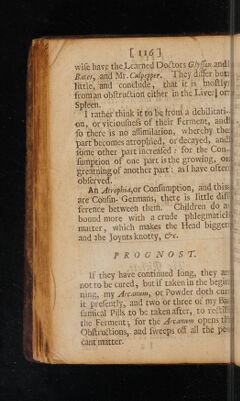 [ 116 ]
wise have the Learned Doctors Glysson and
Bates, and Mr. Culpepper. They differ but
little, and conclude, that it is mostly
from an obstruction either in the Liver, or
Spleen.
I rather think it to be from a debilitati-
on, or viciousness of their Ferment, and
so there is no assimilation, whereby the
part becomes atrophied, or decayed, and
some other part increased: for the Con-
sumption of one part is the growing, or
greatning of another part: as I have often
observed.
An Atrophia, or Consumption, and this
are Cousin-Germans, there is little dif-
ference between them. Children do a
bound more with a crude phlegmatick
matter, which makes the Head bigger
and the Joynts knotty, &c.
PROGNOST.
If they have continued long, they are
not to be cured, but if taken in the begin
ning, my Arcanum, or Powder doth cure
it presently, and two or three of my Bal
samical Pills to be taken after, to rectifie
the Ferment; for the Arcanum opens the
Obstructions, and sweeps off all the pec
cant matter.